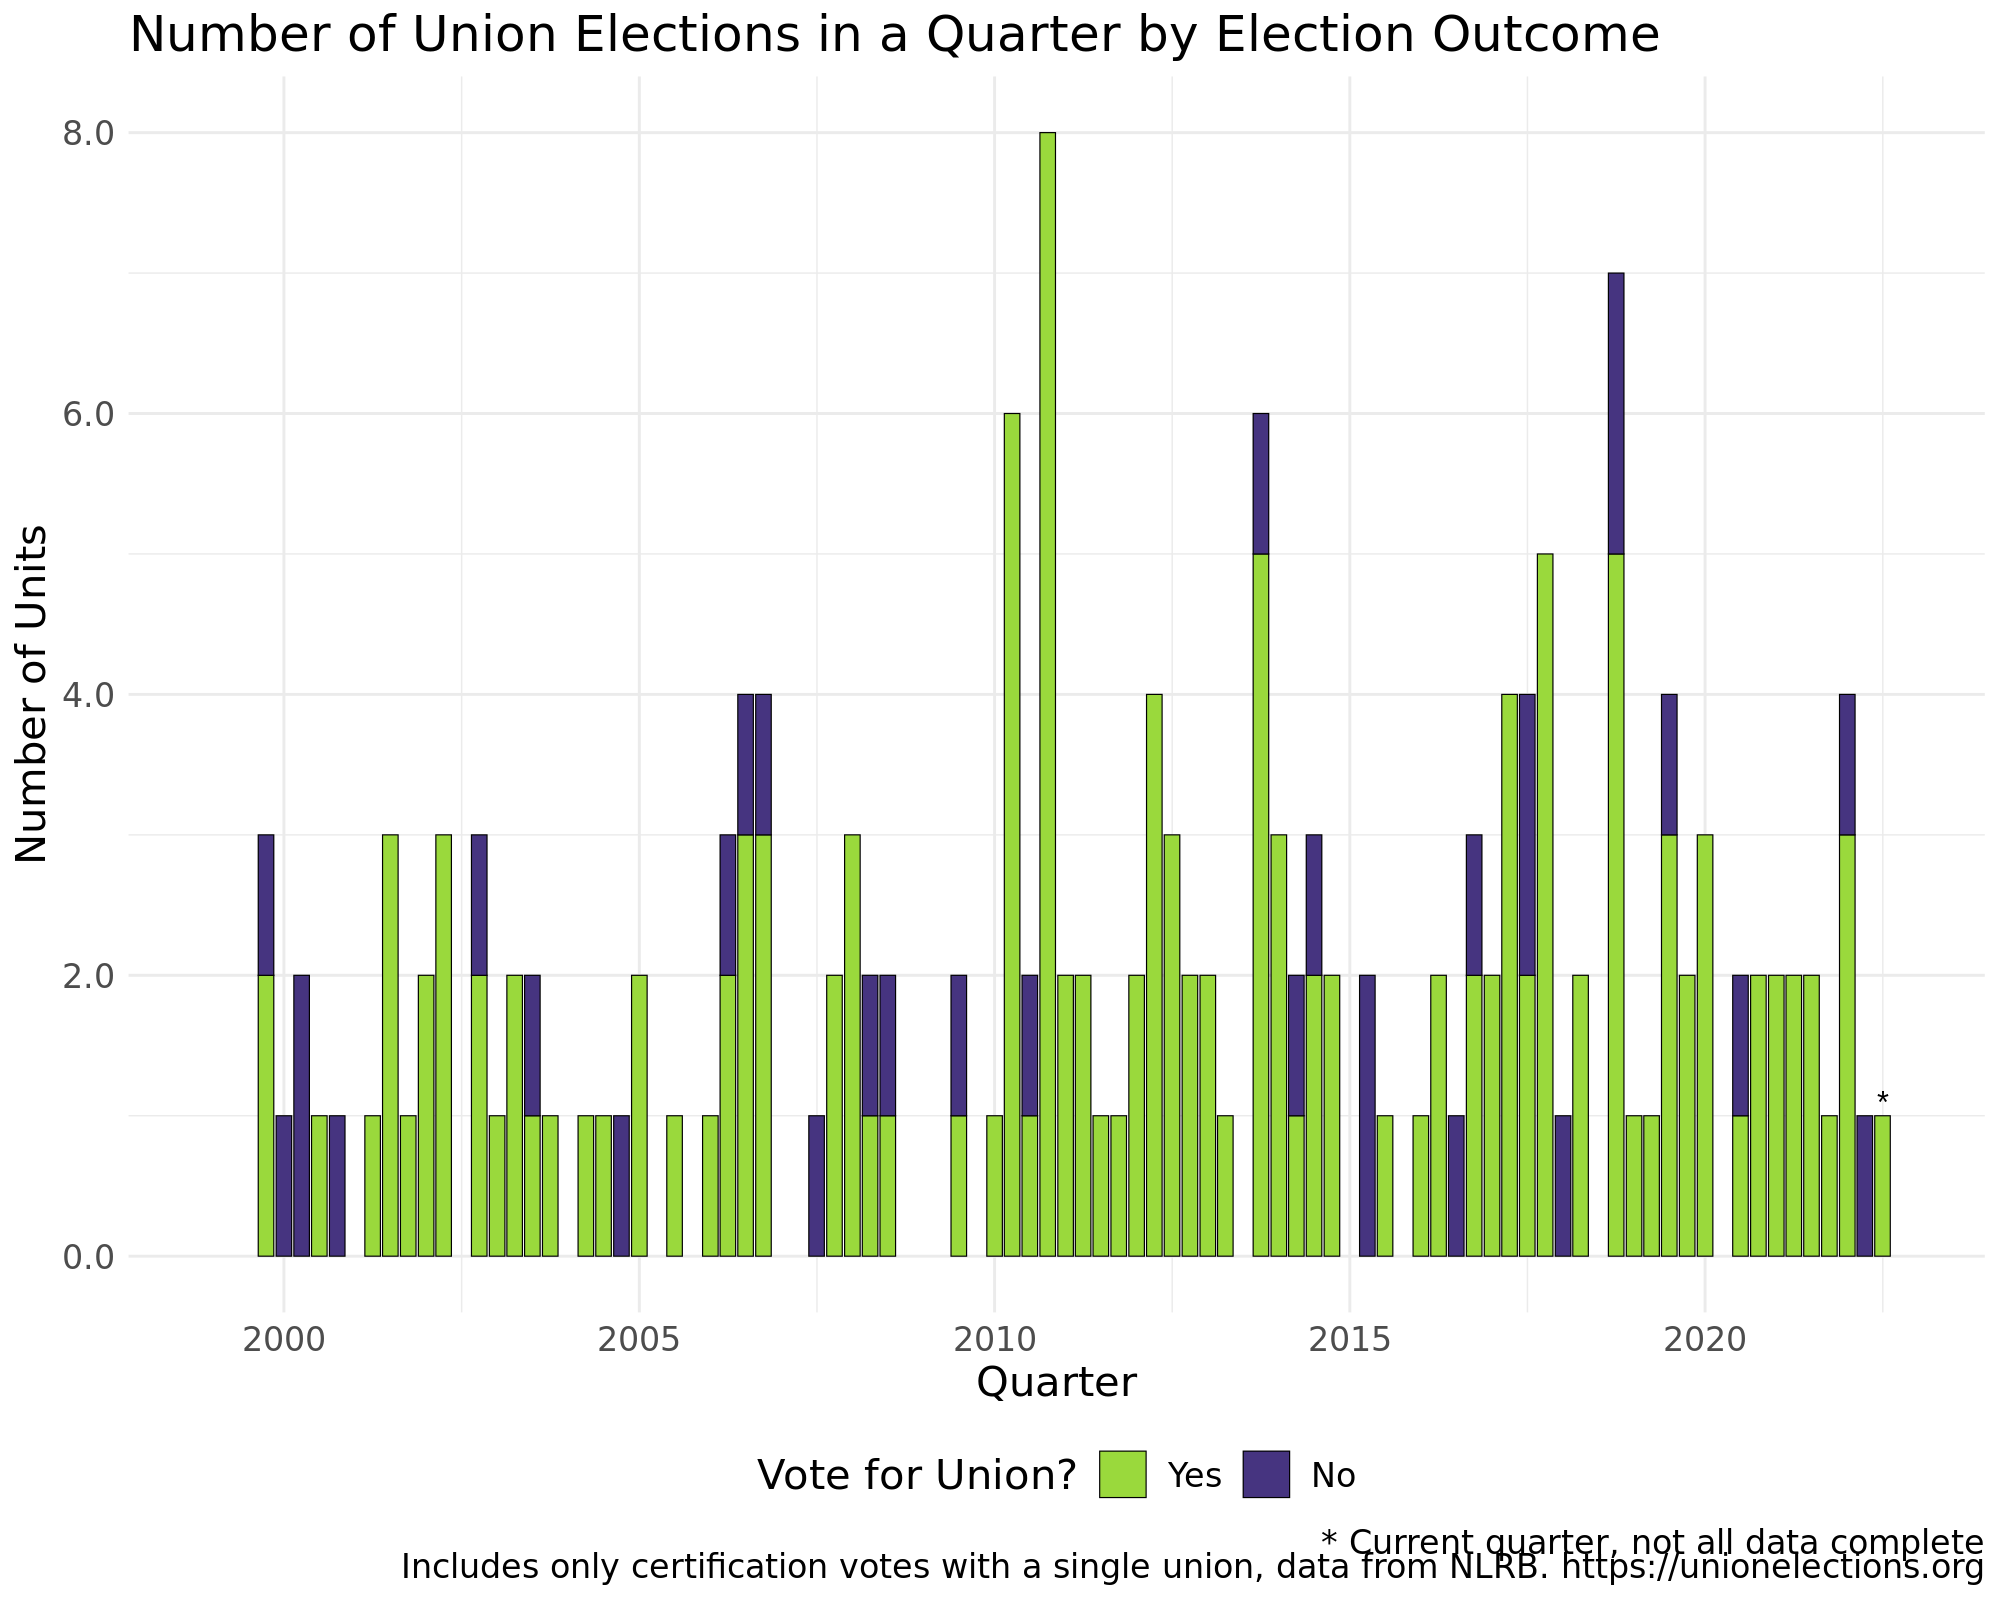 Number of Union Elections in a Quarter by Election Outcome
8.0
6.0
4.0
2.0
0.0
Number of Units
*
2000 2005 2010 2015 2020
Quarter
Vote for Union? Yes No
* Current quarter, not all data complete
Includes only certification votes with a single union, data from NLRB. https://unionelections.org